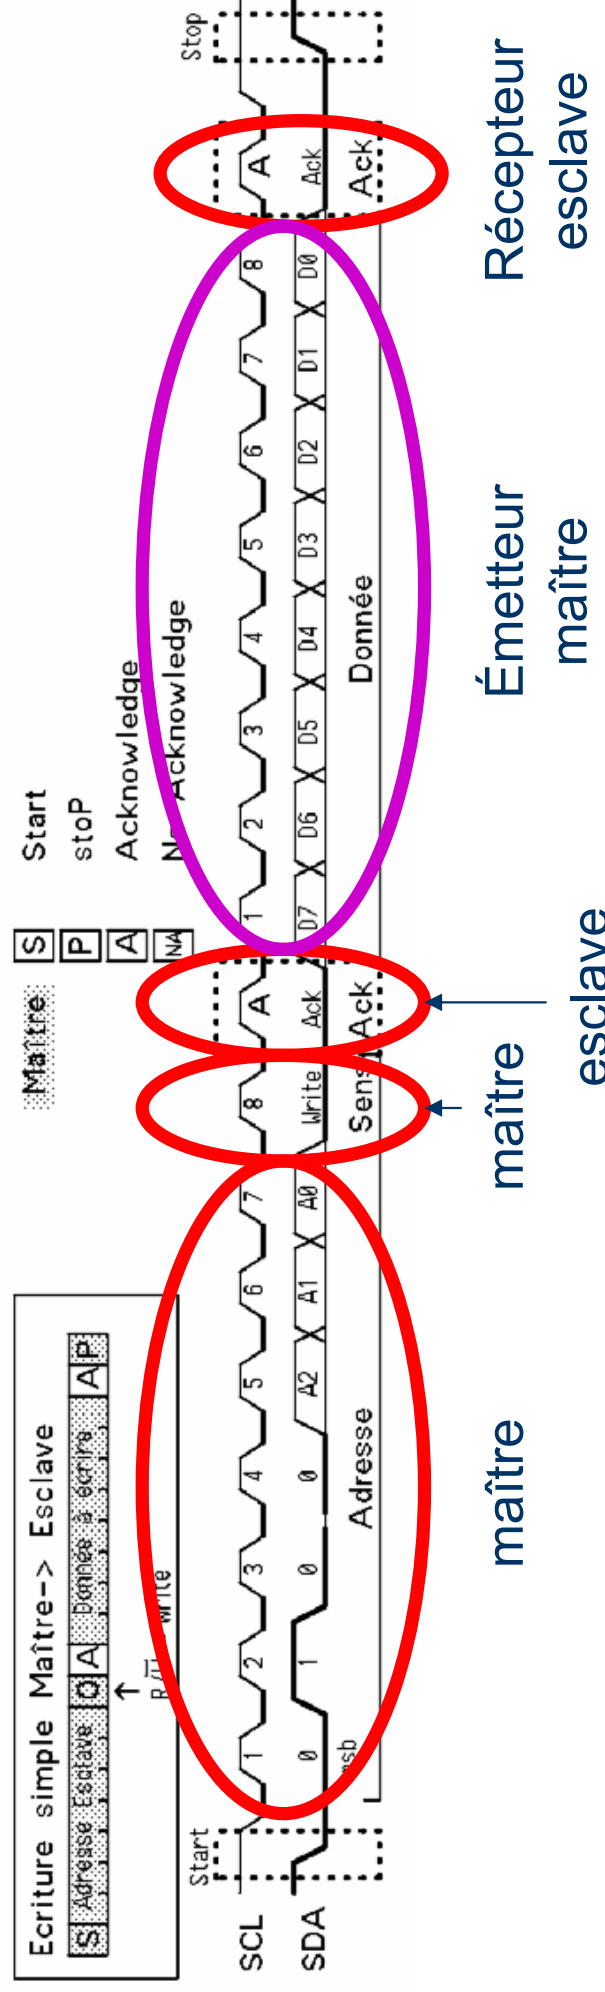 Ecriture simple Maître-> Esclave
S Adresse Esclave 0 A Donnée à écrire A P
Write
Maître
S Start
P stoP
A Acknowledge
NA No Acknowledge
Start
Stop
SCL 1 2 3 4 5 6 7 8 A 1 2 3 4 5 6 7 8 A
SDA 0 1 0 0 A2 A1 A0 Write Ack D7 D6 D5 D4 D3 D2 D1 D0 Ack
msb
Adresse Sens Ack Donnée Ack
maître
maître
esclave
Émetteur
maître
Récepteur
esclave